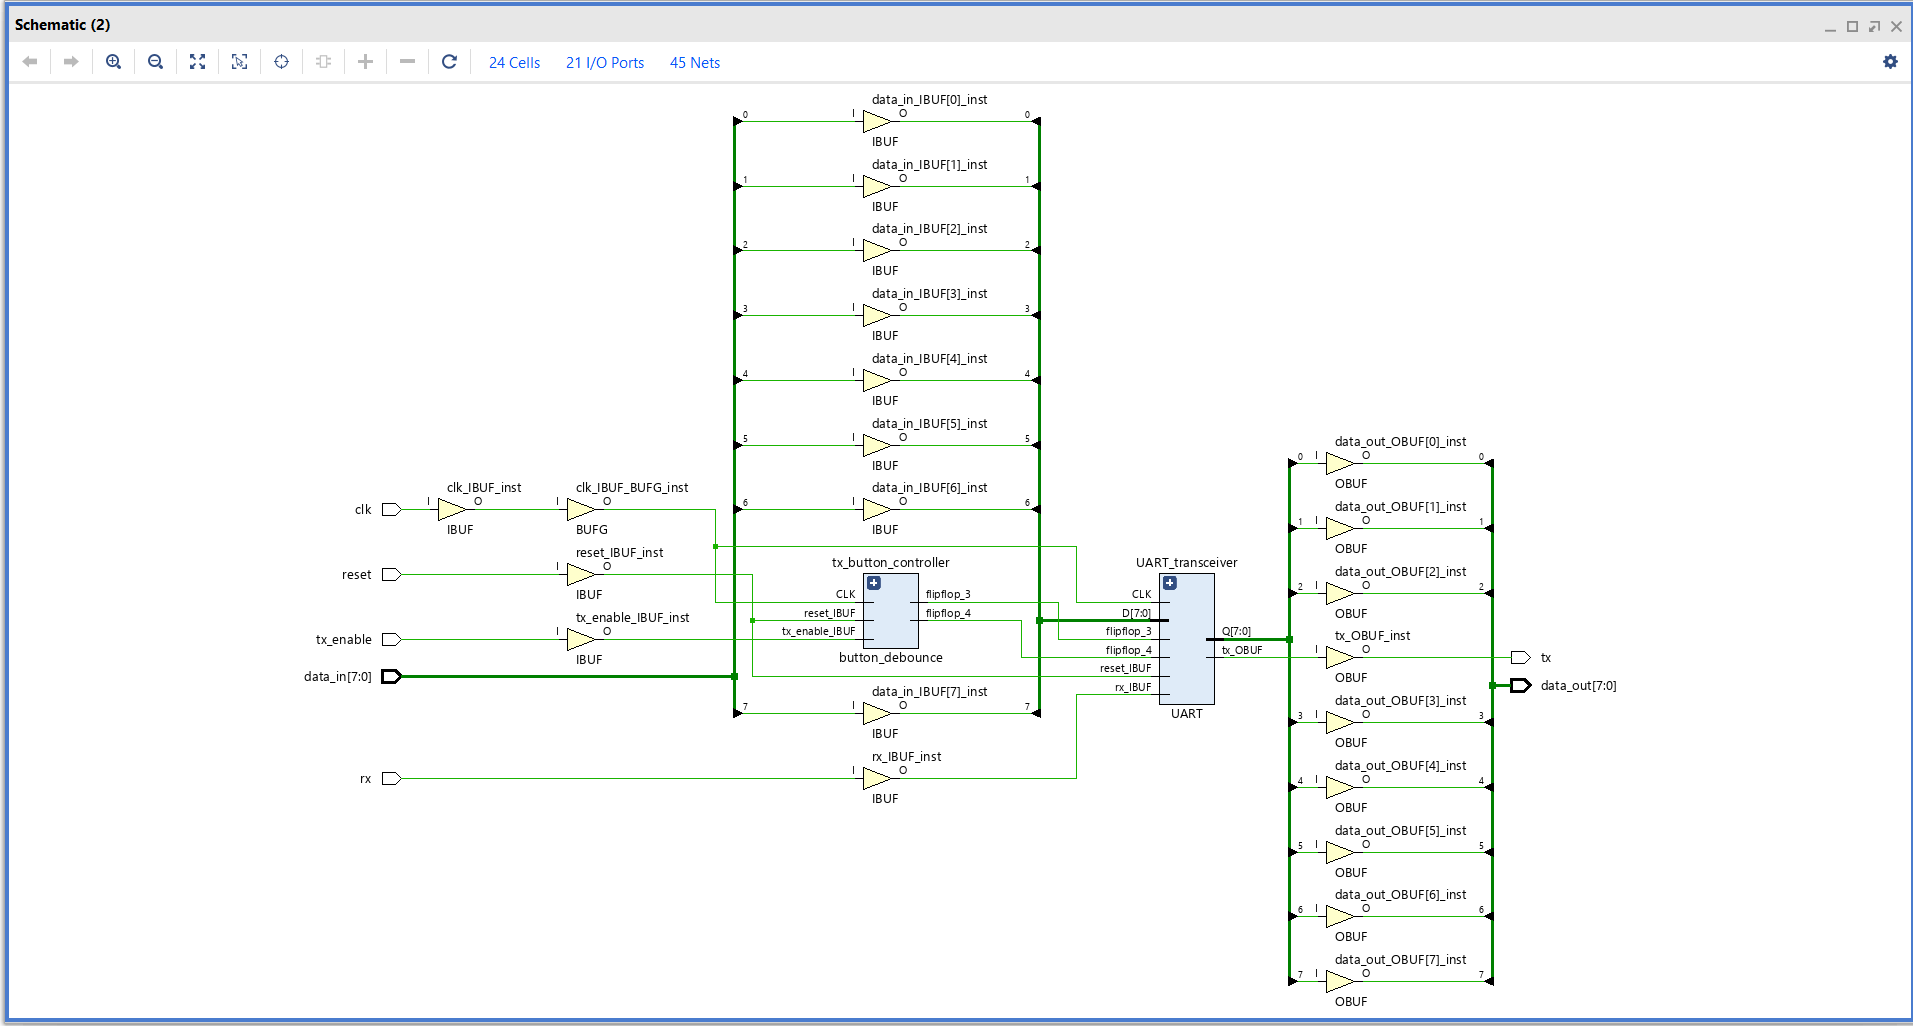 Schematic (2)
24 Cells 21 I/O Ports 45 Nets
data_in_IBUF[0]_inst
0 I O 0
IBUF
data_in_IBUF[1]_inst
1 I O 1
IBUF
data_in_IBUF[2]_inst
2 I O 2
IBUF
data_in_IBUF[3]_inst
3 I O 3
IBUF
data_in_IBUF[4]_inst
4 I O 4
IBUF
data_in_IBUF[5]_inst
5 I O 5
IBUF
data_in_IBUF[6]_inst
6 I O 6
IBUF
clk
clk_IBUF_inst
I O
IBUF
clk_IBUF_BUFG_inst
I O
BUFG
reset
reset_IBUF_inst
I O
IBUF
tx_enable
tx_enable_IBUF_inst
I O
IBUF
data_in[7:0]
tx_button_controller
CLK
reset_IBUF
tx_enable_IBUF
flipflop_3
flipflop_4
button_debounce
data_in_IBUF[7]_inst
7 I O 7
IBUF
rx
rx_IBUF_inst
I O
IBUF
UART_transceiver
CLK
D[7:0]
flipflop_3
flipflop_4
reset_IBUF
rx_IBUF
Q[7:0]
tx_OBUF
UART
data_out_OBUF[0]_inst
0 I O 0
OBUF
data_out_OBUF[1]_inst
1 I O 1
OBUF
data_out_OBUF[2]_inst
2 I O 2
OBUF
tx_OBUF_inst
I O
OBUF
tx
data_out[7:0]
data_out_OBUF[3]_inst
3 I O 3
OBUF
data_out_OBUF[4]_inst
4 I O 4
OBUF
data_out_OBUF[5]_inst
5 I O 5
OBUF
data_out_OBUF[6]_inst
6 I O 6
OBUF
data_out_OBUF[7]_inst
7 I O 7
OBUF